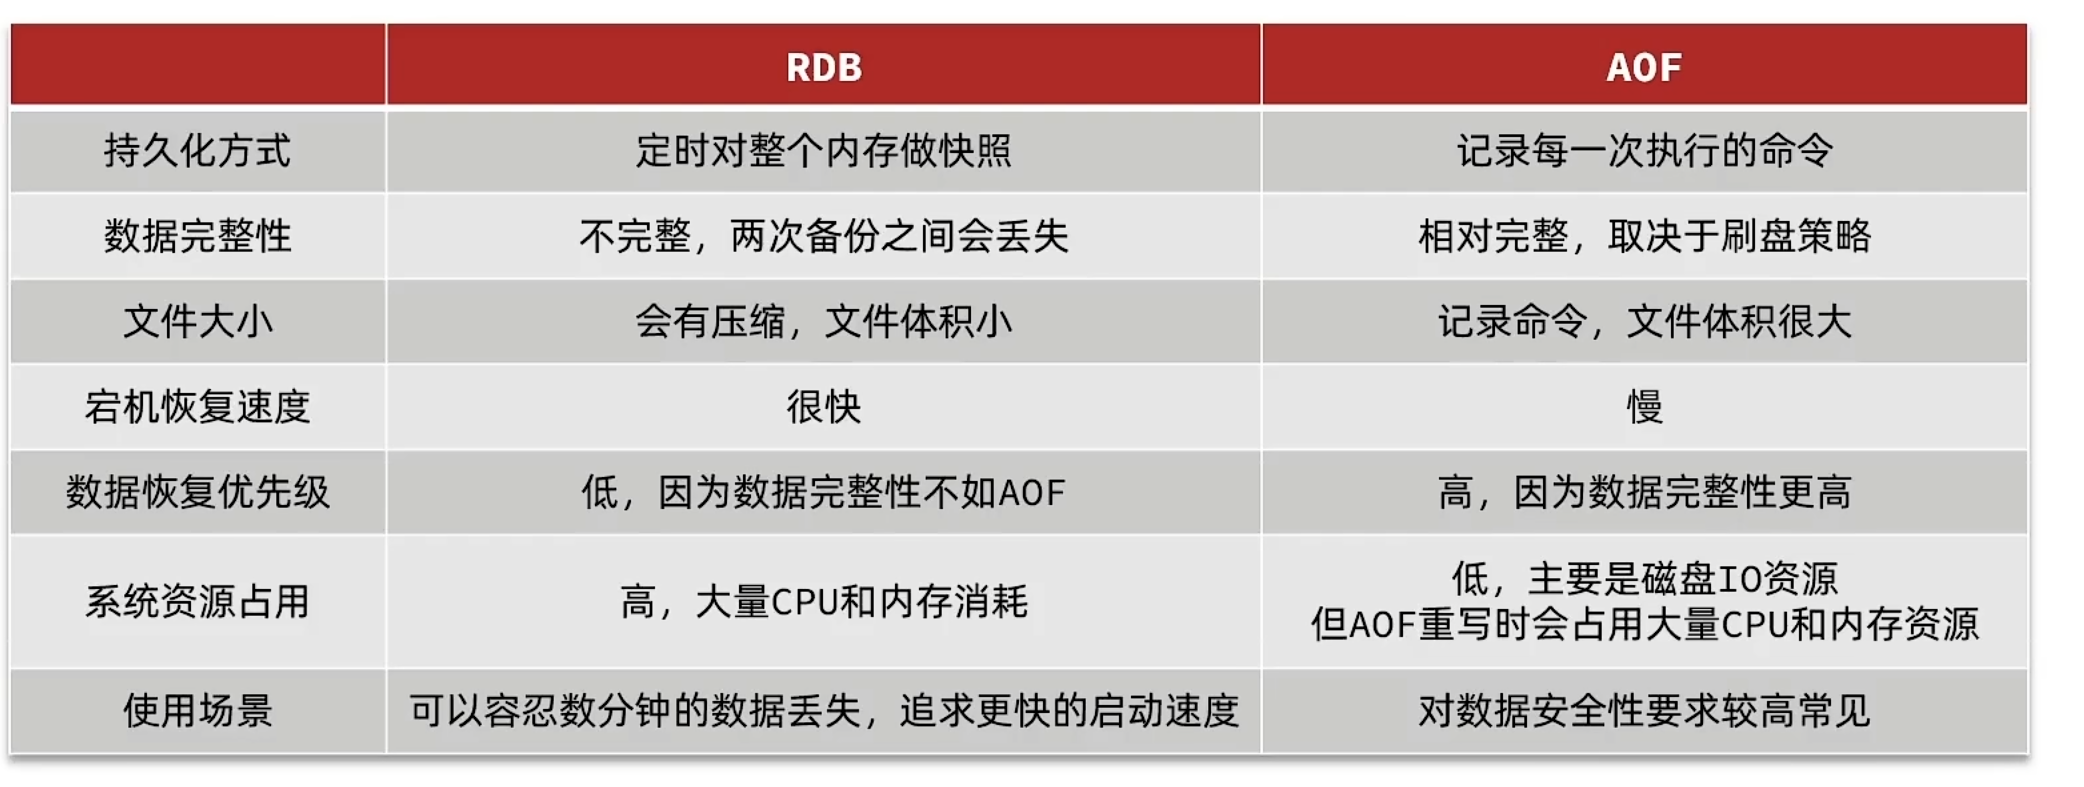 RDB
AOF
持久化方式
定时对整个内存做快照
记录每一次执行的命令
数据完整性
不完整，两次备份之间会丢失
相对完整，取决于刷盘策略
文件大小
会有压缩，文件体积小
记录命令，文件体积很大
宕机恢复速度
很快
慢
数据恢复优先级
低，因为数据完整性不如AOF
高，因为数据完整性更高
系统资源占用
高，大量CPU和内存消耗
低，主要是磁盘IO资源
但AOF重写时会占用大量CPU和内存资源
使用场景
可以容忍数分钟的数据丢失，追求更快的启动速度
对数据安全性要求较高常见